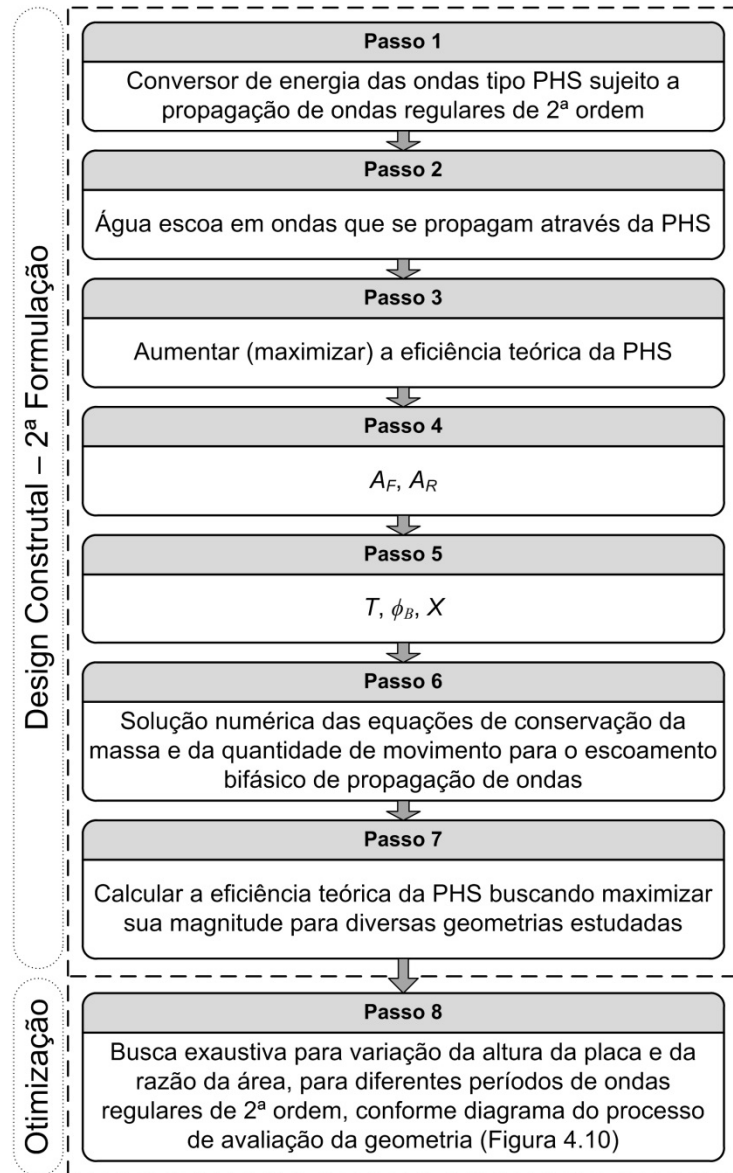 Design Construtal – 2ª Formulação
Passo 1
Conversor de energia das ondas tipo PHS sujeito a
propagação de ondas regulares de 2ª ordem
Passo 2
Água escoa em ondas que se propagam através da PHS
Passo 3
Aumentar (maximizar) a eficiência teórica da PHS
Passo 4
A_F, A_R
Passo 5
T, ϕ_B, X
Passo 6
Solução numérica das equações de conservação da
massa e da quantidade de movimento para o escoamento
bifásico de propagação de ondas
Passo 7
Calcular a eficiência teórica da PHS buscando maximizar
sua magnitude para diversas geometrias estudadas
Otimização
Passo 8
Busca exaustiva para variação da altura da placa e da
razão da área, para diferentes períodos de ondas
regulares de 2ª ordem, conforme diagrama do processo
de avaliação da geometria (Figura 4.10)